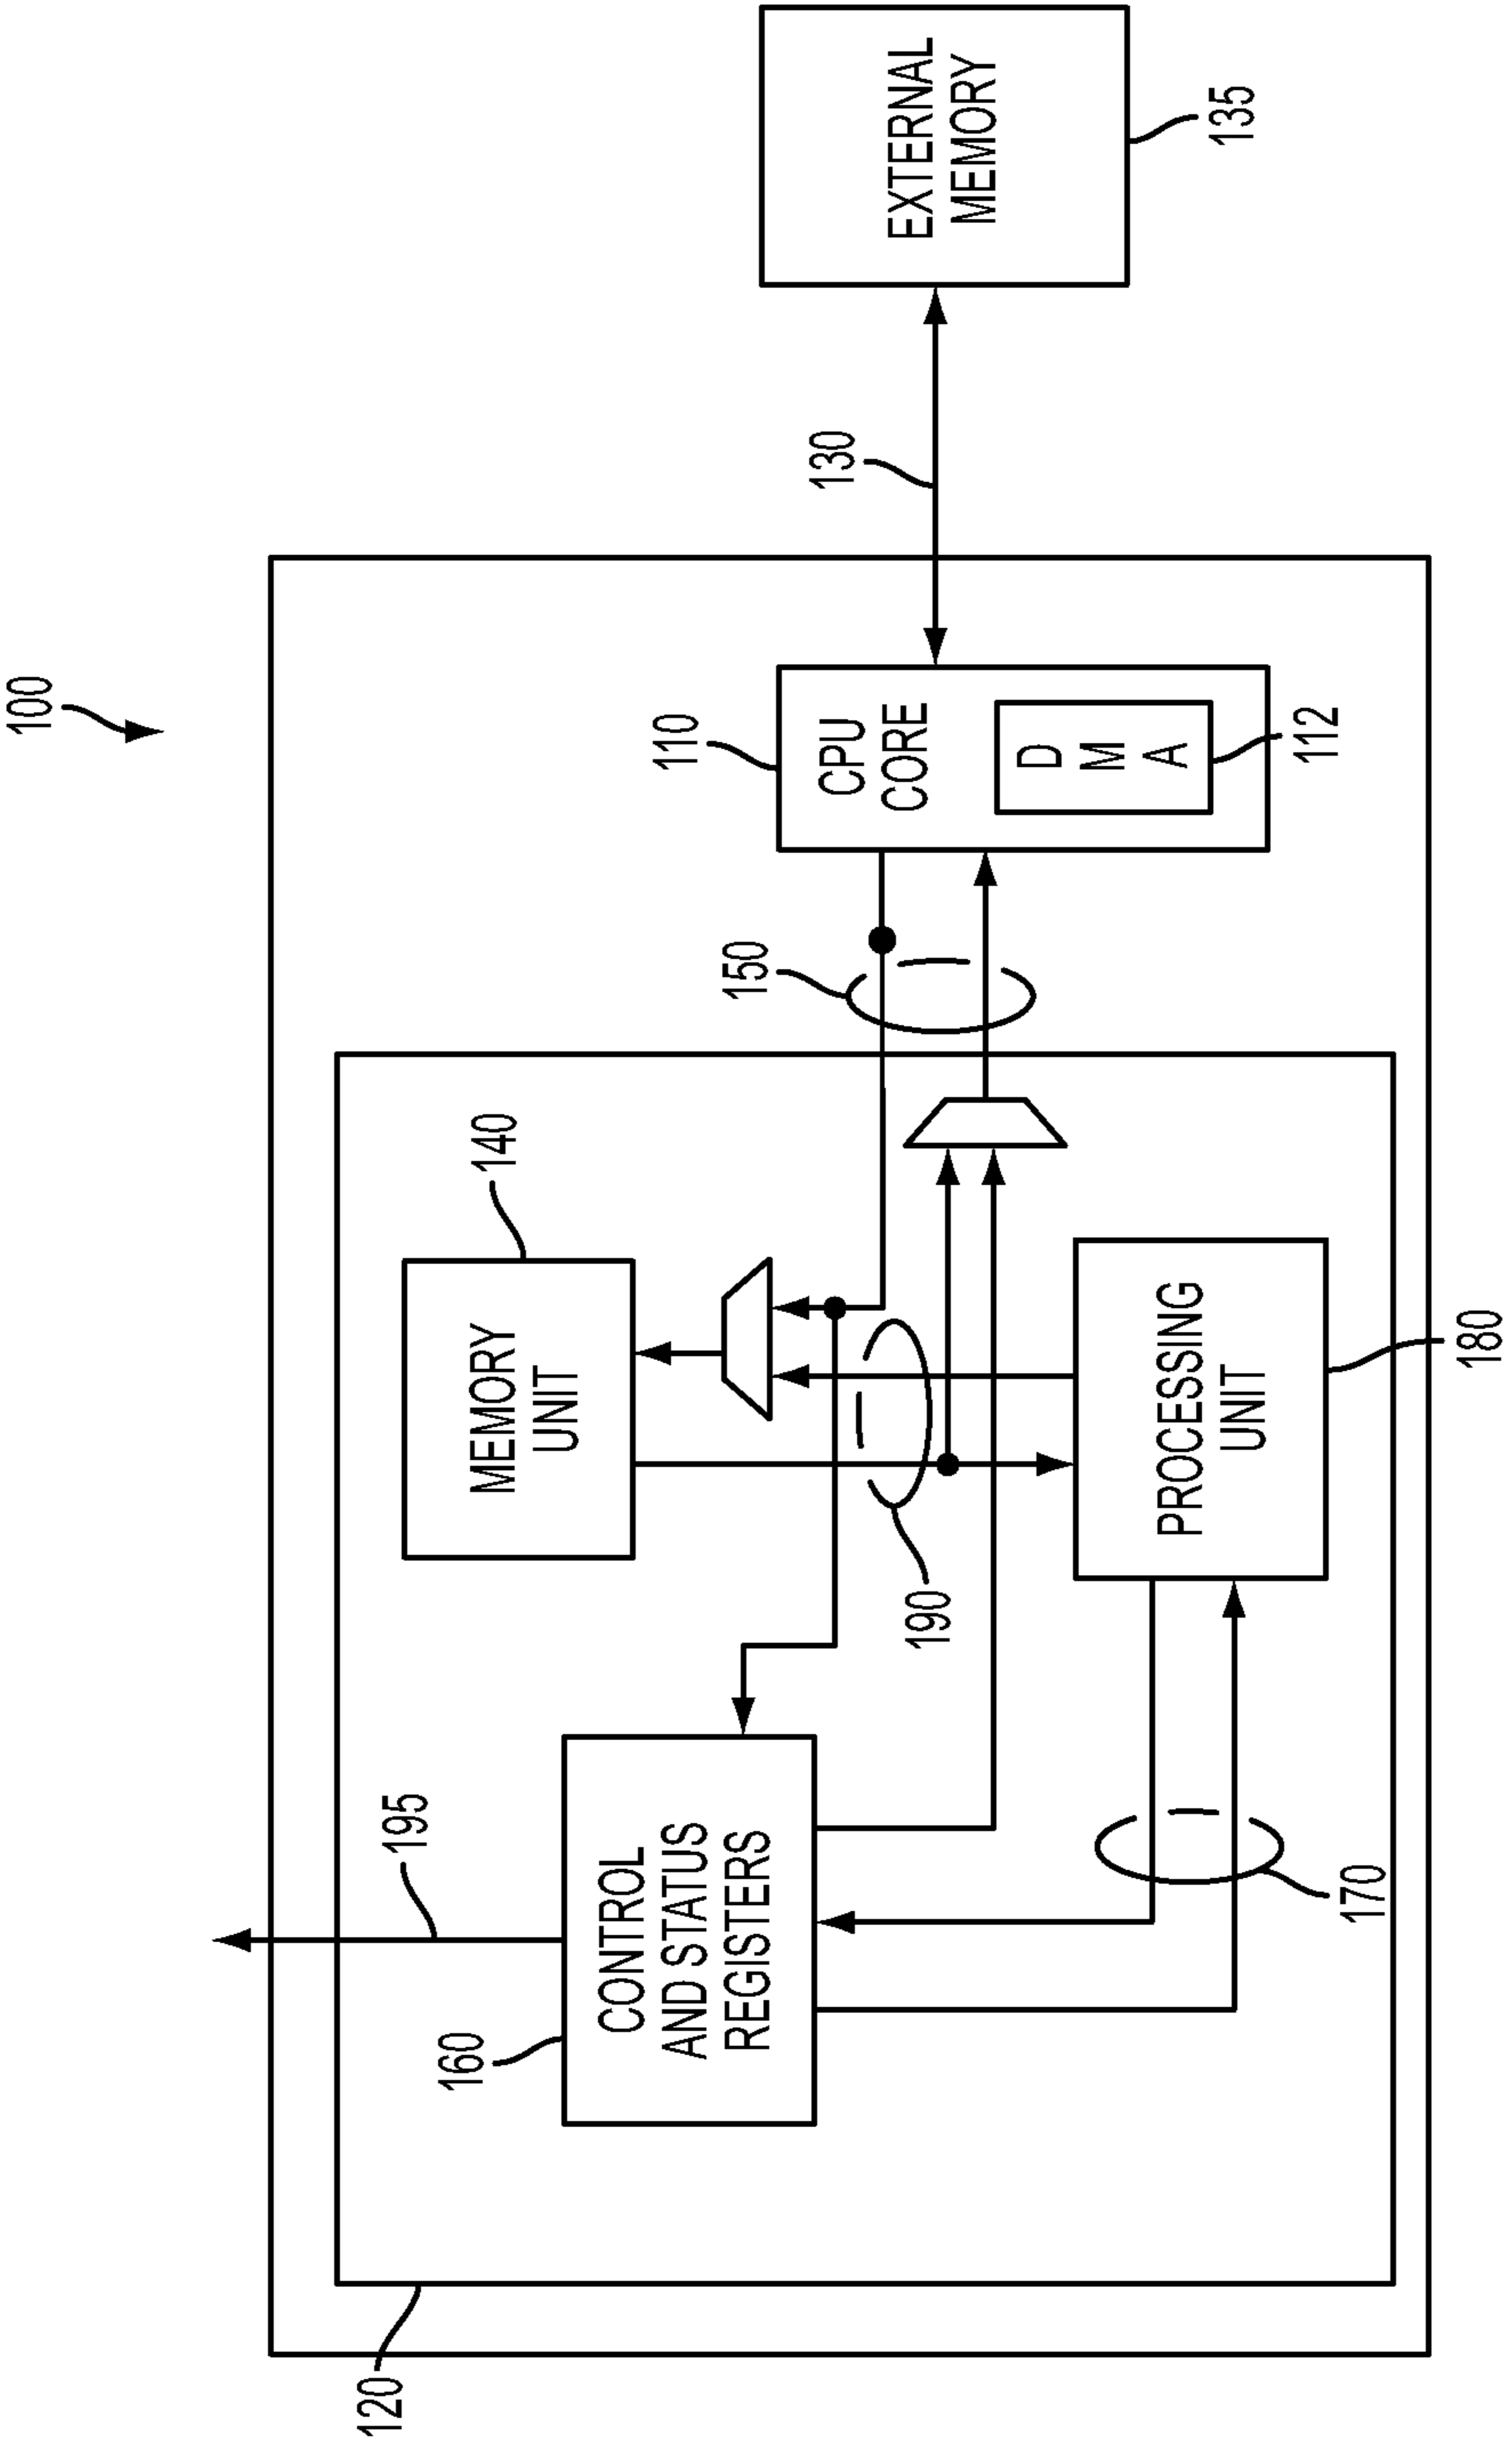 100
120
160
CONTROL
AND STATUS
REGISTERS
195
140
MEMORY
UNIT
190
170
PROCESSING
UNIT
180
150
110
CPU
CORE
D
M
A
112
130
EXTERNAL
MEMORY
135